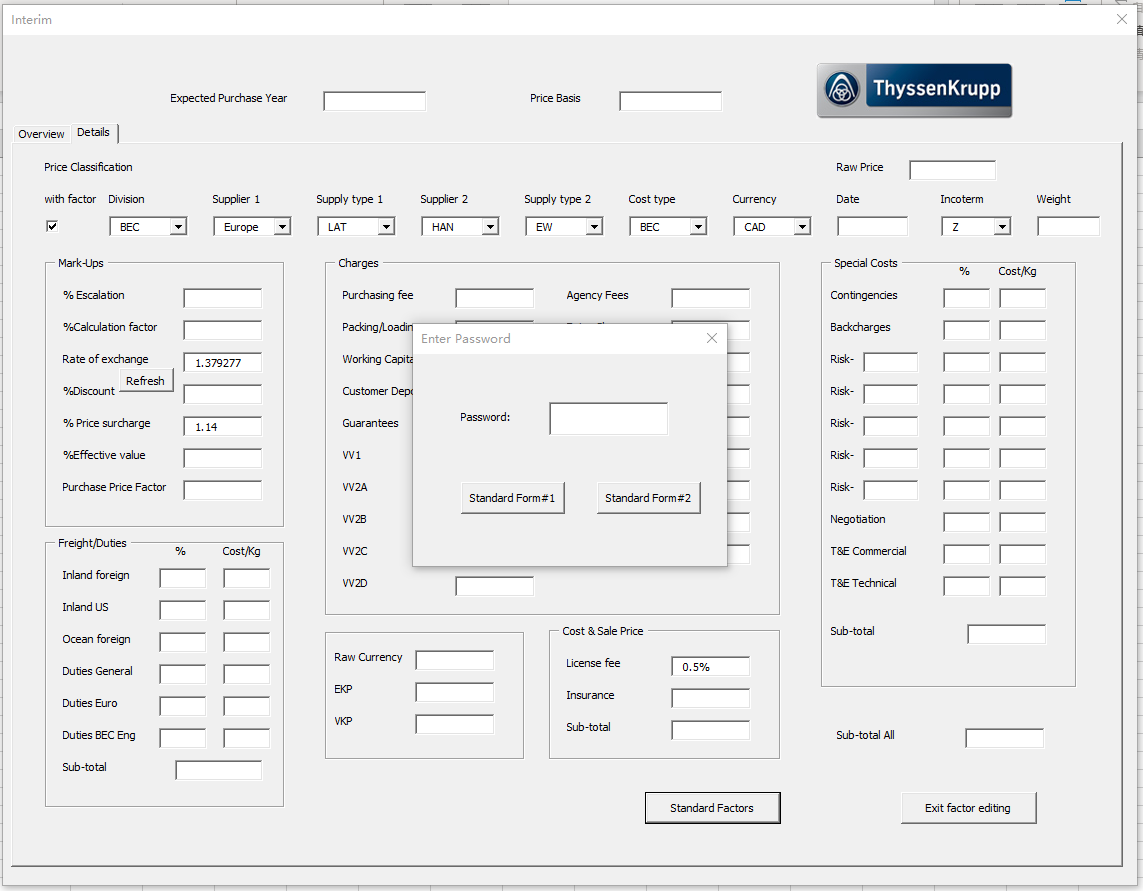 Interim
Expected Purchase Year
Price Basis
ThyssenKrupp
Overview
Details
Price Classification
Raw Price
with factor
Division
Supplier 1
Supply type 1
Supplier 2
Supply type 2
Cost type
Currency
Date
Incoterm
Weight
BEC
Europe
LAT
HAN
EW
BEC
CAD
Z
Mark-Ups
% Escalation
%Calculation factor
Rate of exchange
1.379277
Refresh
%Discount
% Price surcharge
1.14
%Effective value
Purchase Price Factor
Freight/Duties
%
Cost/Kg
Inland foreign
Inland US
Ocean foreign
Duties General
Duties Euro
Duties BEC Eng
Sub-total
Charges
Purchasing fee
Agency Fees
Packing/Loadin
Working Capita
Customer Depo
Guarantees
VV1
VV2A
VV2B
VV2C
VV2D
Enter Password
Password:
Standard Form#1
Standard Form#2
Raw Currency
EKP
VKP
Cost & Sale Price
License fee
0.5%
Insurance
Sub-total
Special Costs
%
Cost/Kg
Contingencies
Backcharges
Risk-
Risk-
Risk-
Risk-
Risk-
Negotiation
T&E Commercial
T&E Technical
Sub-total
Sub-total All
Standard Factors
Exit factor editing